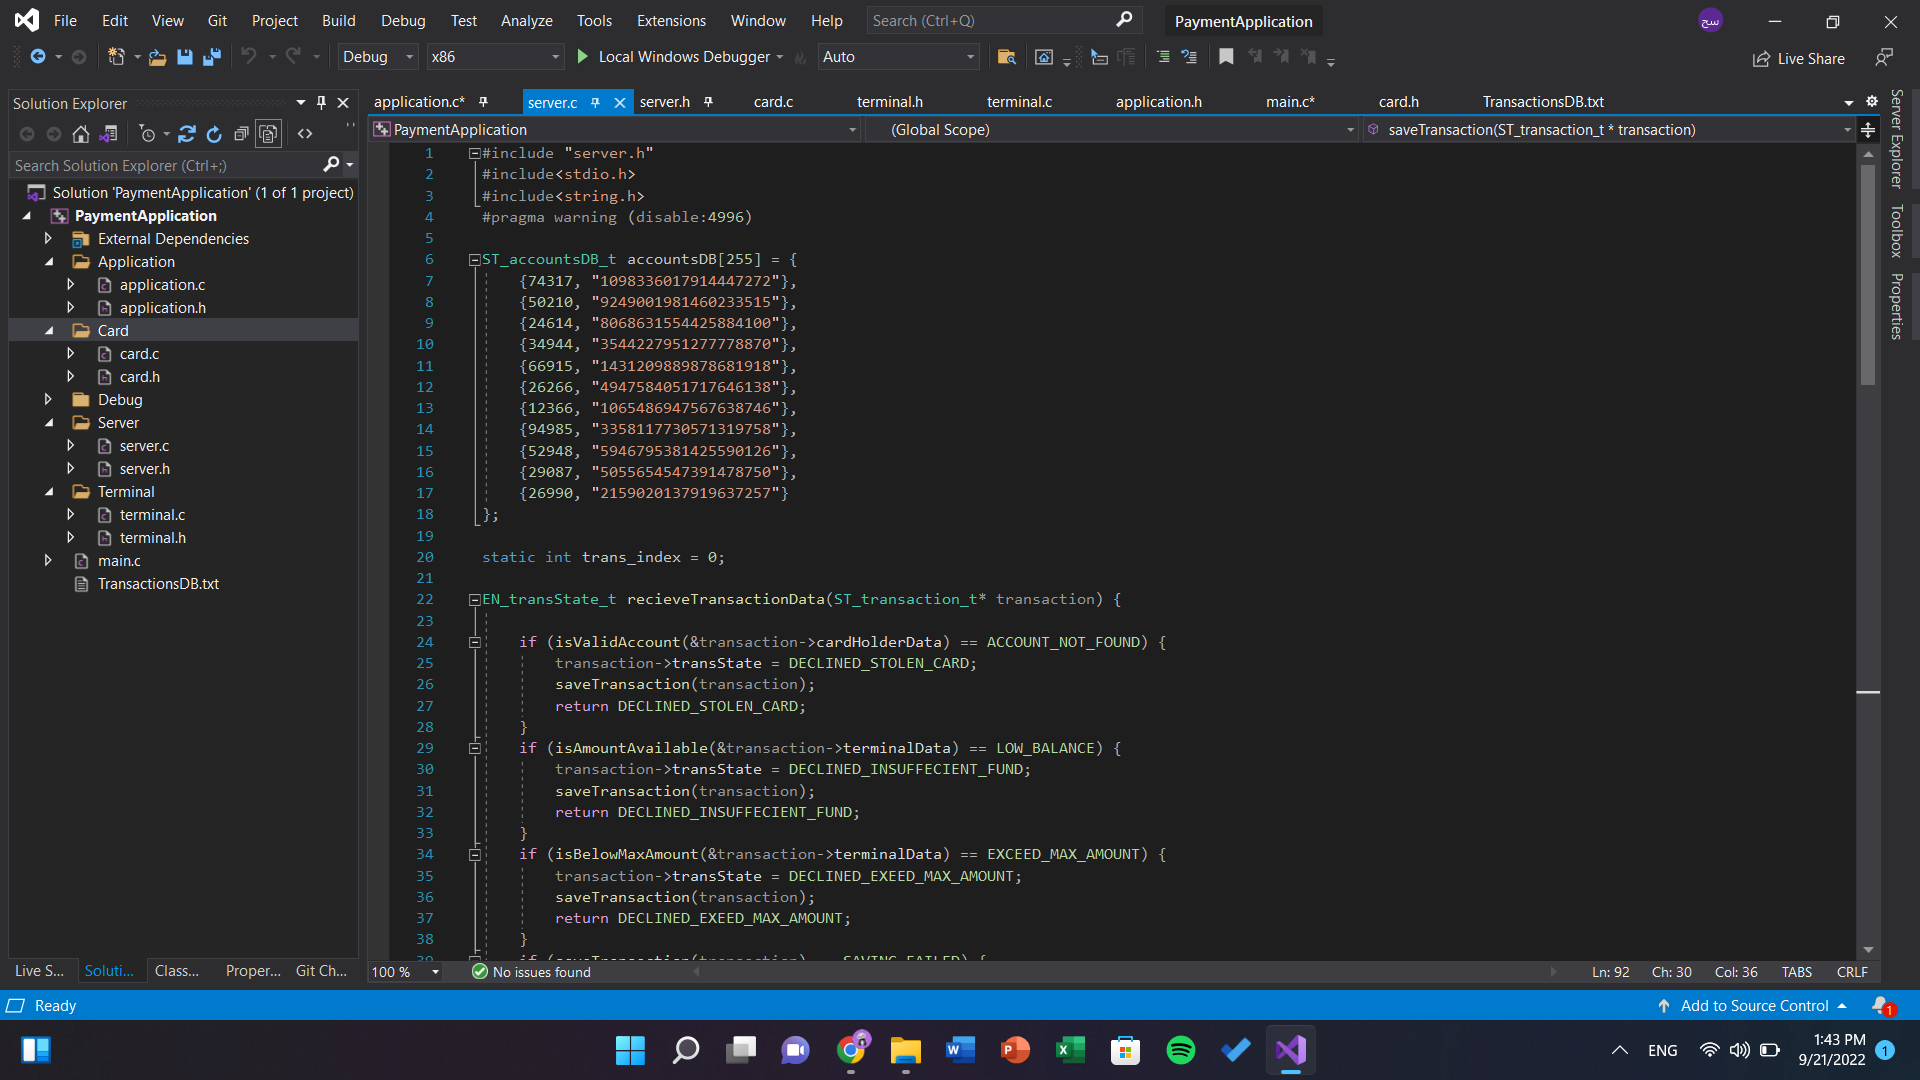 File Edit View Git Project Build Debug Test Analyze Tools Extensions Window Help Search (Ctrl+Q) PaymentApplication سج
Debug x86 Local Windows Debugger Auto Live Share
Solution Explorer
Search Solution Explorer (Ctrl+;)
Solution 'PaymentApplication' (1 of 1 project)
PaymentApplication
External Dependencies
Application
application.c
application.h
Card
card.c
card.h
Debug
Server
server.c
server.h
Terminal
terminal.c
terminal.h
main.c
TransactionsDB.txt
Live S... Soluti... Class... Proper... Git Ch...
application.c* server.c server.h card.c terminal.h terminal.c application.h main.c* card.h TransactionsDB.txt
PaymentApplication (Global Scope) saveTransaction(ST_transaction_t * transaction)
1 #include "server.h"
2 #include<stdio.h>
3 #include<string.h>
4 #pragma warning (disable:4996)
5
6 ST_accountsDB_t accountsDB[255] = {
7 {74317, "1098336017914447272"},
8 {50210, "9249001981460233515"},
9 {24614, "8068631554425884100"},
10 {34944, "3544227951277778870"},
11 {66915, "1431209889878681918"},
12 {26266, "4947584051717646138"},
13 {12366, "1065486947567638746"},
14 {94985, "3358117730571319758"},
15 {52948, "5946795381425590126"},
16 {29087, "5055654547391478750"},
17 {26990, "2159020137919637257"}
18 };
19
20 static int trans_index = 0;
21
22 EN_transState_t recieveTransactionData(ST_transaction_t* transaction) {
23
24 if (isValidAccount(&transaction->cardHolderData) == ACCOUNT_NOT_FOUND) {
25 transaction->transState = DECLINED_STOLEN_CARD;
26 saveTransaction(transaction);
27 return DECLINED_STOLEN_CARD;
28 }
29 if (isAmountAvailable(&transaction->terminalData) == LOW_BALANCE) {
30 transaction->transState = DECLINED_INSUFFECIENT_FUND;
31 saveTransaction(transaction);
32 return DECLINED_INSUFFECIENT_FUND;
33 }
34 if (isBelowMaxAmount(&transaction->terminalData) == EXCEED_MAX_AMOUNT) {
35 transaction->transState = DECLINED_EXEED_MAX_AMOUNT;
36 saveTransaction(transaction);
37 return DECLINED_EXEED_MAX_AMOUNT;
38 }
39 if (saveTransaction(transaction) == SAVING_FAILED) {
100 % No issues found Ln: 92 Ch: 30 Col: 36 TABS CRLF
Server Explorer
Toolbox
Properties
Ready Add to Source Control 1
ENG 1:43 PM
9/21/2022 1